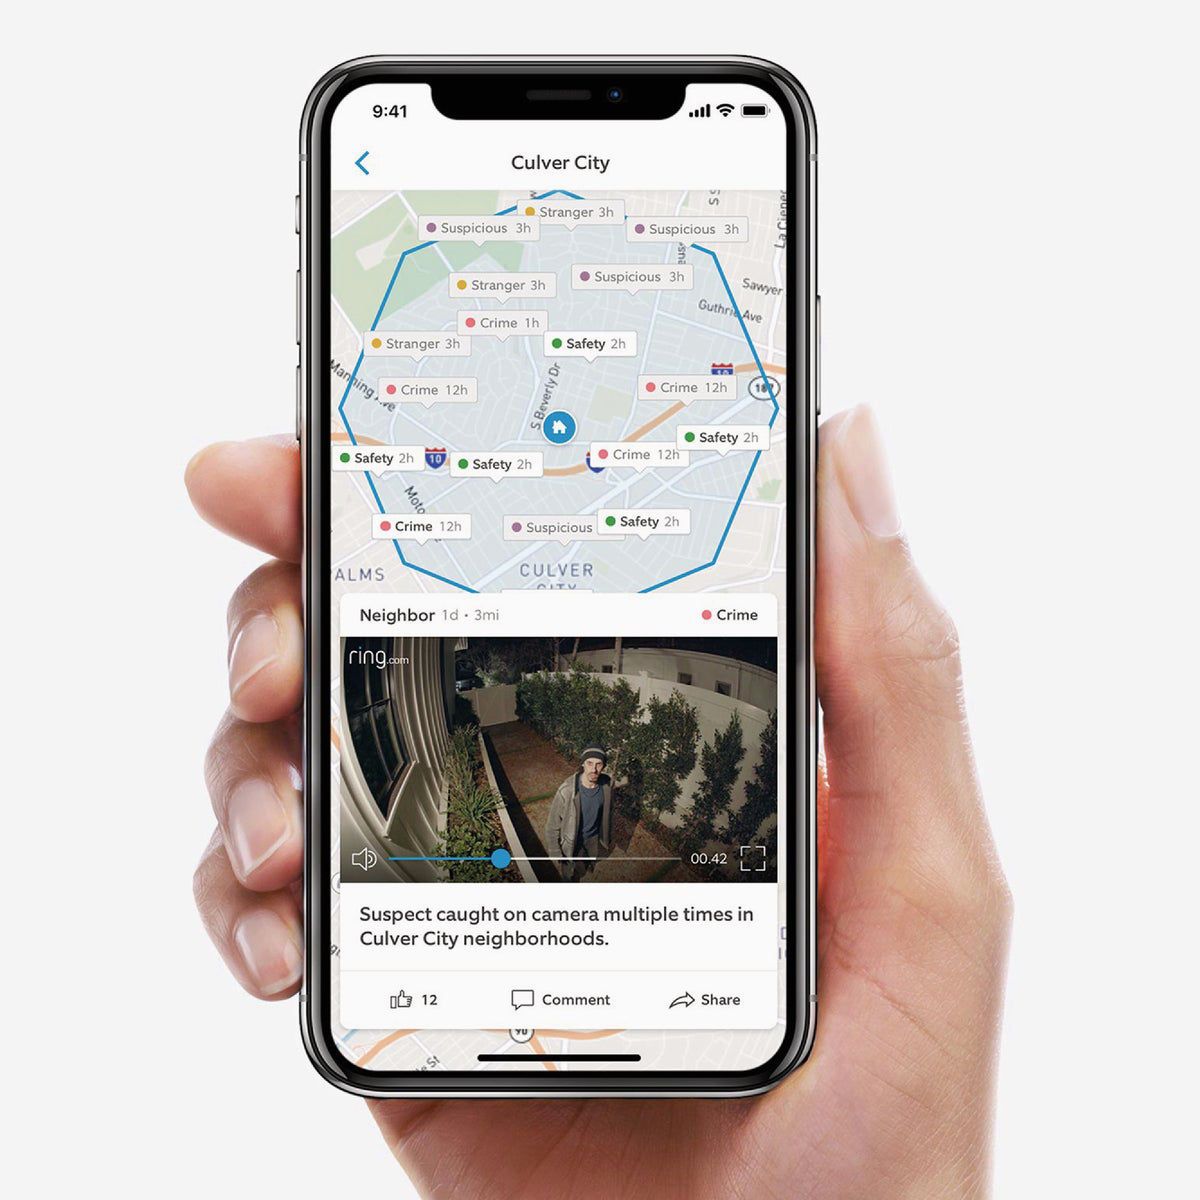 9:41
Culver City
Stranger 3h
Suspicious 3h
Suspicious 3h
Suspicious 3h
Stranger 3h
Sawyer
Guthrie Ave
Crime 1h
Stranger 3h
Safety 2h
10
Manning Ave
Crime 12h
S Beverly Dr
Crime 12h
187
Safety 2h
Safety 2h
10
Safety 2h
Crime 12h
Crime 12h
Suspicious
Safety 2h
CULVER
CITY
ALMS
Neighbor 1d • 3mi
Crime
ring.com
00.42
Suspect caught on camera multiple times in
Culver City neighborhoods.
12
Comment
Share
90